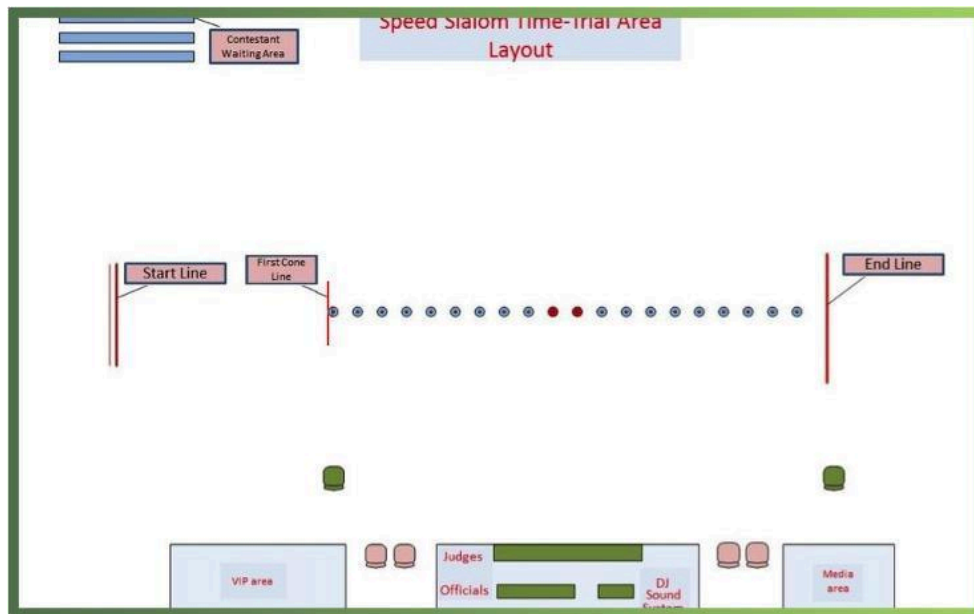 Speed Slalom Time-Trial Area
Layout
Contestant
Waiting Area
Start Line
First Cone
Line
End Line
VIP area
Judges
Officials
DJ
Sound
System
Media
area